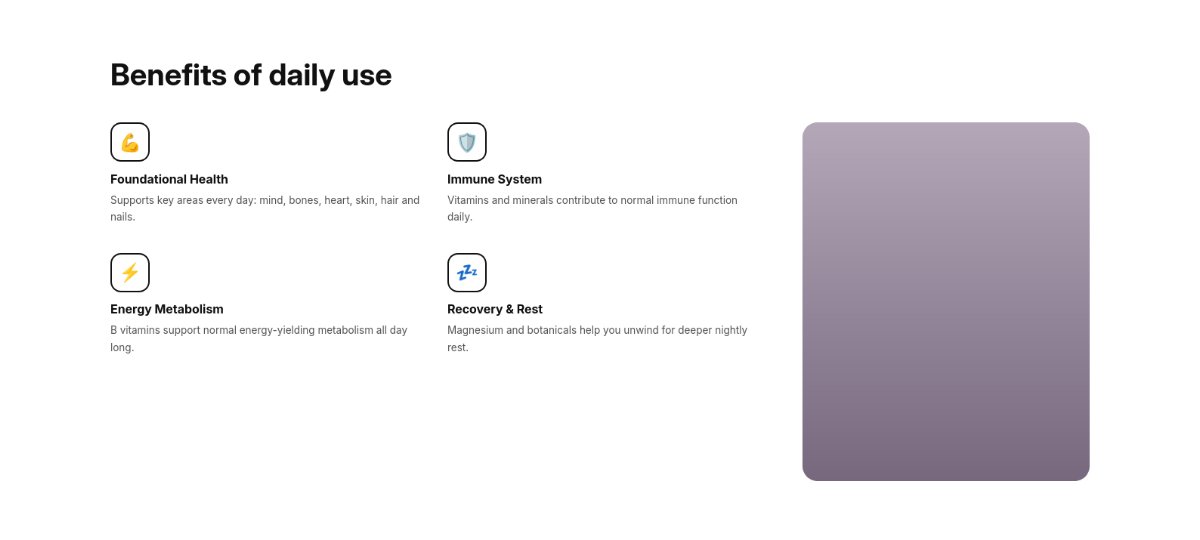 Benefits of daily use
Foundational Health
Supports key areas every day: mind, bones, heart, skin, hair and
nails.
Immune System
Vitamins and minerals contribute to normal immune function
daily.
Energy Metabolism
B vitamins support normal energy-yielding metabolism all day
long.
Recovery & Rest
Magnesium and botanicals help you unwind for deeper nightly
rest.